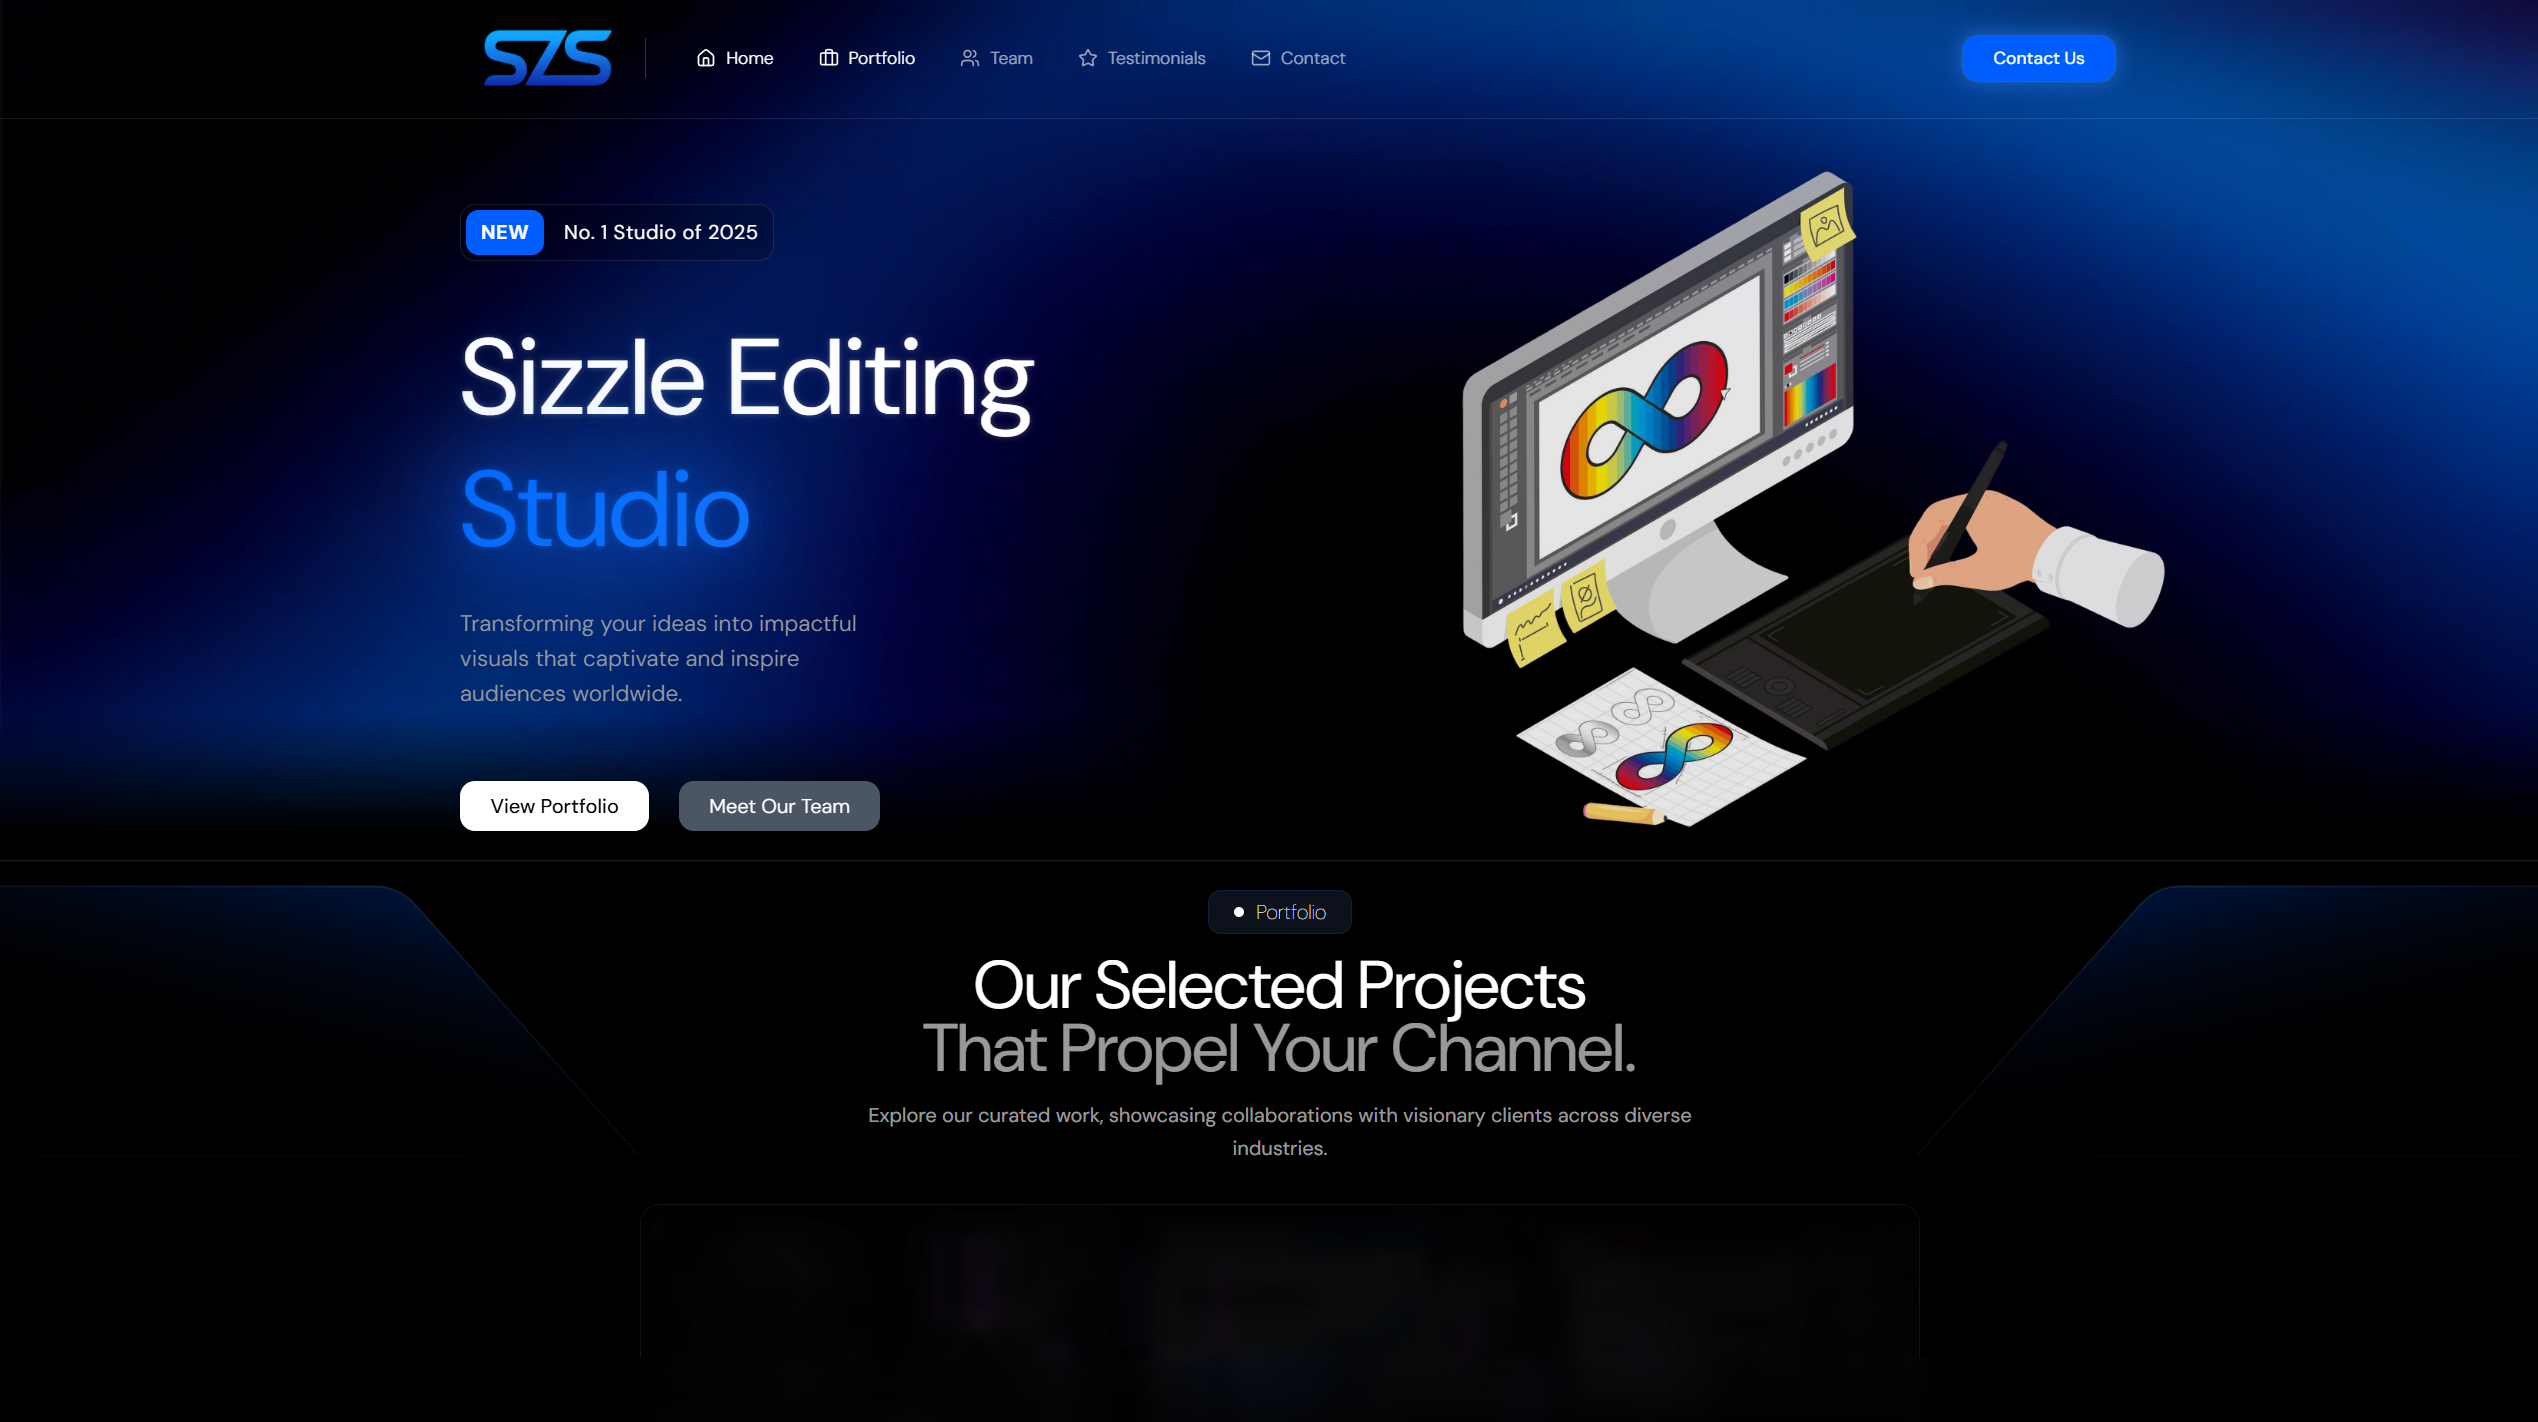 SZS
Home
Portfolio
Team
Testimonials
Contact
Contact Us
NEW No. 1 Studio of 2025
Sizzle Editing
Studio
Transforming your ideas into impactful
visuals that captivate and inspire
audiences worldwide.
View Portfolio
Meet Our Team
Portfolio
Our Selected Projects
That Propel Your Channel.
Explore our curated work, showcasing collaborations with visionary clients across diverse
industries.